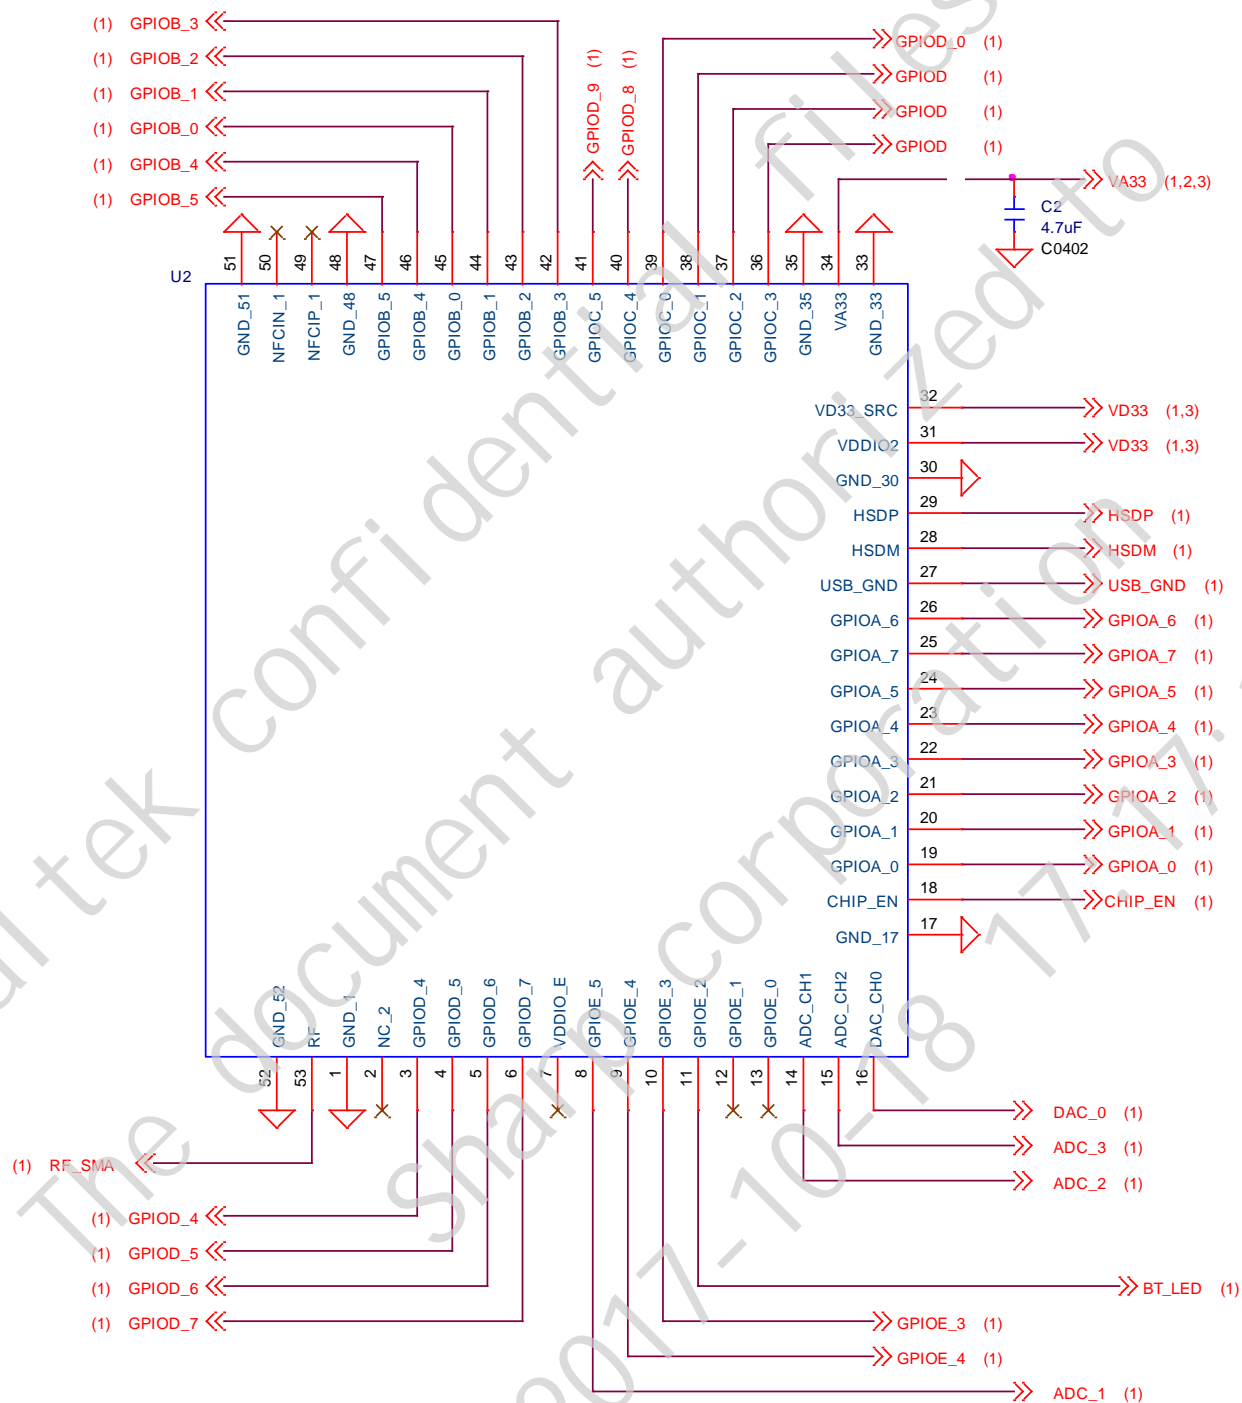 (1) GPIOB_3
(1) GPIOB_2
(1) GPIOB_1
(1) GPIOB_0
(1) GPIOB_4
(1) GPIOB_5
GPIOD_9 (1)
GPIOD_8 (1)
GPIOD_0 (1)
GPIOD (1)
GPIOD (1)
GPIOD (1)
VA33 (1,2,3)
C2
4.7uF
C0402
U2
51 50 49 48 47 46 45 44 43 42 41 40 39 38 37 36 35 34 33
GND_51
NFCIN_1
NFCIP_1
GND_48
GPIOB_5
GPIOB_4
GPIOB_0
GPIOB_1
GPIOB_2
GPIOB_3
GPIOC_5
GPIOC_4
GPIOC_0
GPIOC_1
GPIOC_2
GPIOC_3
GND_35
VA33
GND_33
VD33_SRC 32 VD33 (1,3)
VDDIO2 31 VD33 (1,3)
GND_30 30
HSDP 29 HSDP (1)
HSDM 28 HSDM (1)
USB_GND 27 USB_GND (1)
GPIOA_6 26 GPIOA_6 (1)
GPIOA_7 25 GPIOA_7 (1)
GPIOA_5 24 GPIOA_5 (1)
GPIOA_4 23 GPIOA_4 (1)
GPIOA_3 22 GPIOA_3 (1)
GPIOA_2 21 GPIOA_2 (1)
GPIOA_1 20 GPIOA_1 (1)
GPIOA_0 19 GPIOA_0 (1)
CHIP_EN 18 CHIP_EN (1)
GND_17 17
GND_52
RF
GND_1
NC_2
GPIOD_4
GPIOD_5
GPIOD_6
GPIOD_7
VDDIO_E
GPIOE_5
GPIOE_4
GPIOE_3
GPIOE_2
GPIOE_1
GPIOE_0
ADC_CH1
ADC_CH2
DAC_CH0
52 53 1 2 3 4 5 6 7 8 9 10 11 12 13 14 15 16
DAC_0 (1)
ADC_3 (1)
ADC_2 (1)
(1) RF_SMA
(1) GPIOD_4
(1) GPIOD_5
(1) GPIOD_6
(1) GPIOD_7
BT_LED (1)
GPIOE_3 (1)
GPIOE_4 (1)
ADC_1 (1)
altek confidential files
The document authorized to
Sharp corporation
2017-10-18 17:17: